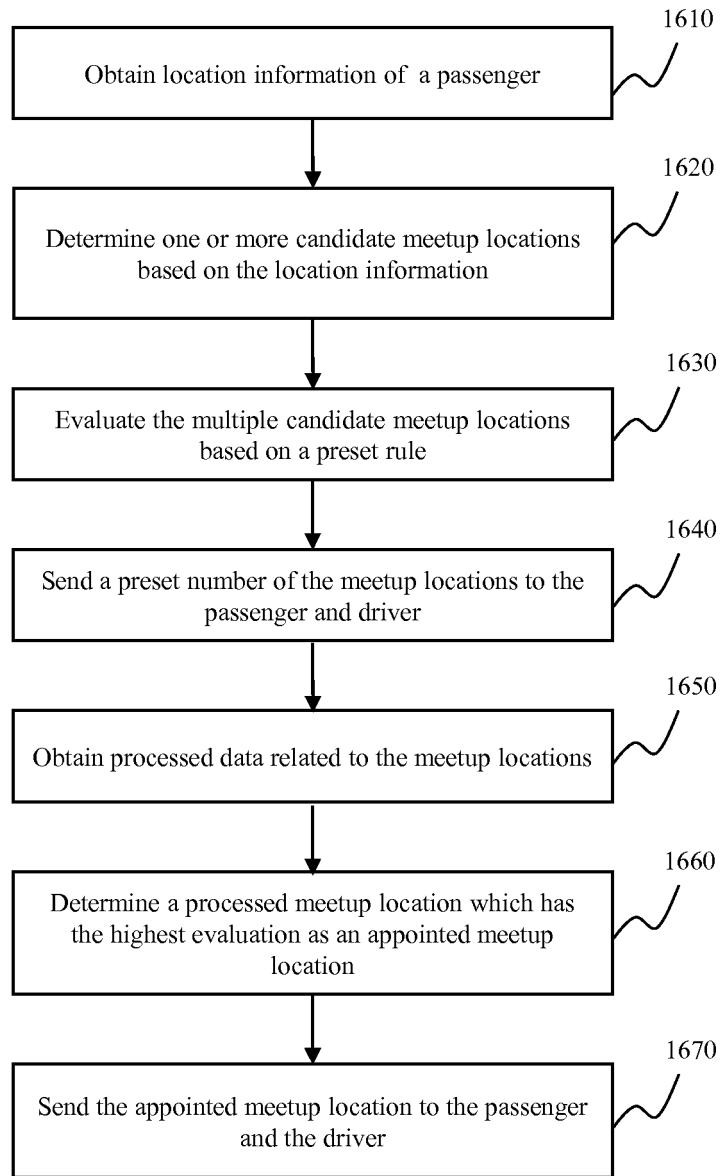 1610
Obtain location information of a passenger
1620
Determine one or more candidate meetup locations
based on the location information
1630
Evaluate the multiple candidate meetup locations
based on a preset rule
1640
Send a preset number of the meetup locations to the
passenger and driver
1650
Obtain processed data related to the meetup locations
1660
Determine a processed meetup location which has
the highest evaluation as an appointed meetup
location
1670
Send the appointed meetup location to the passenger
and the driver